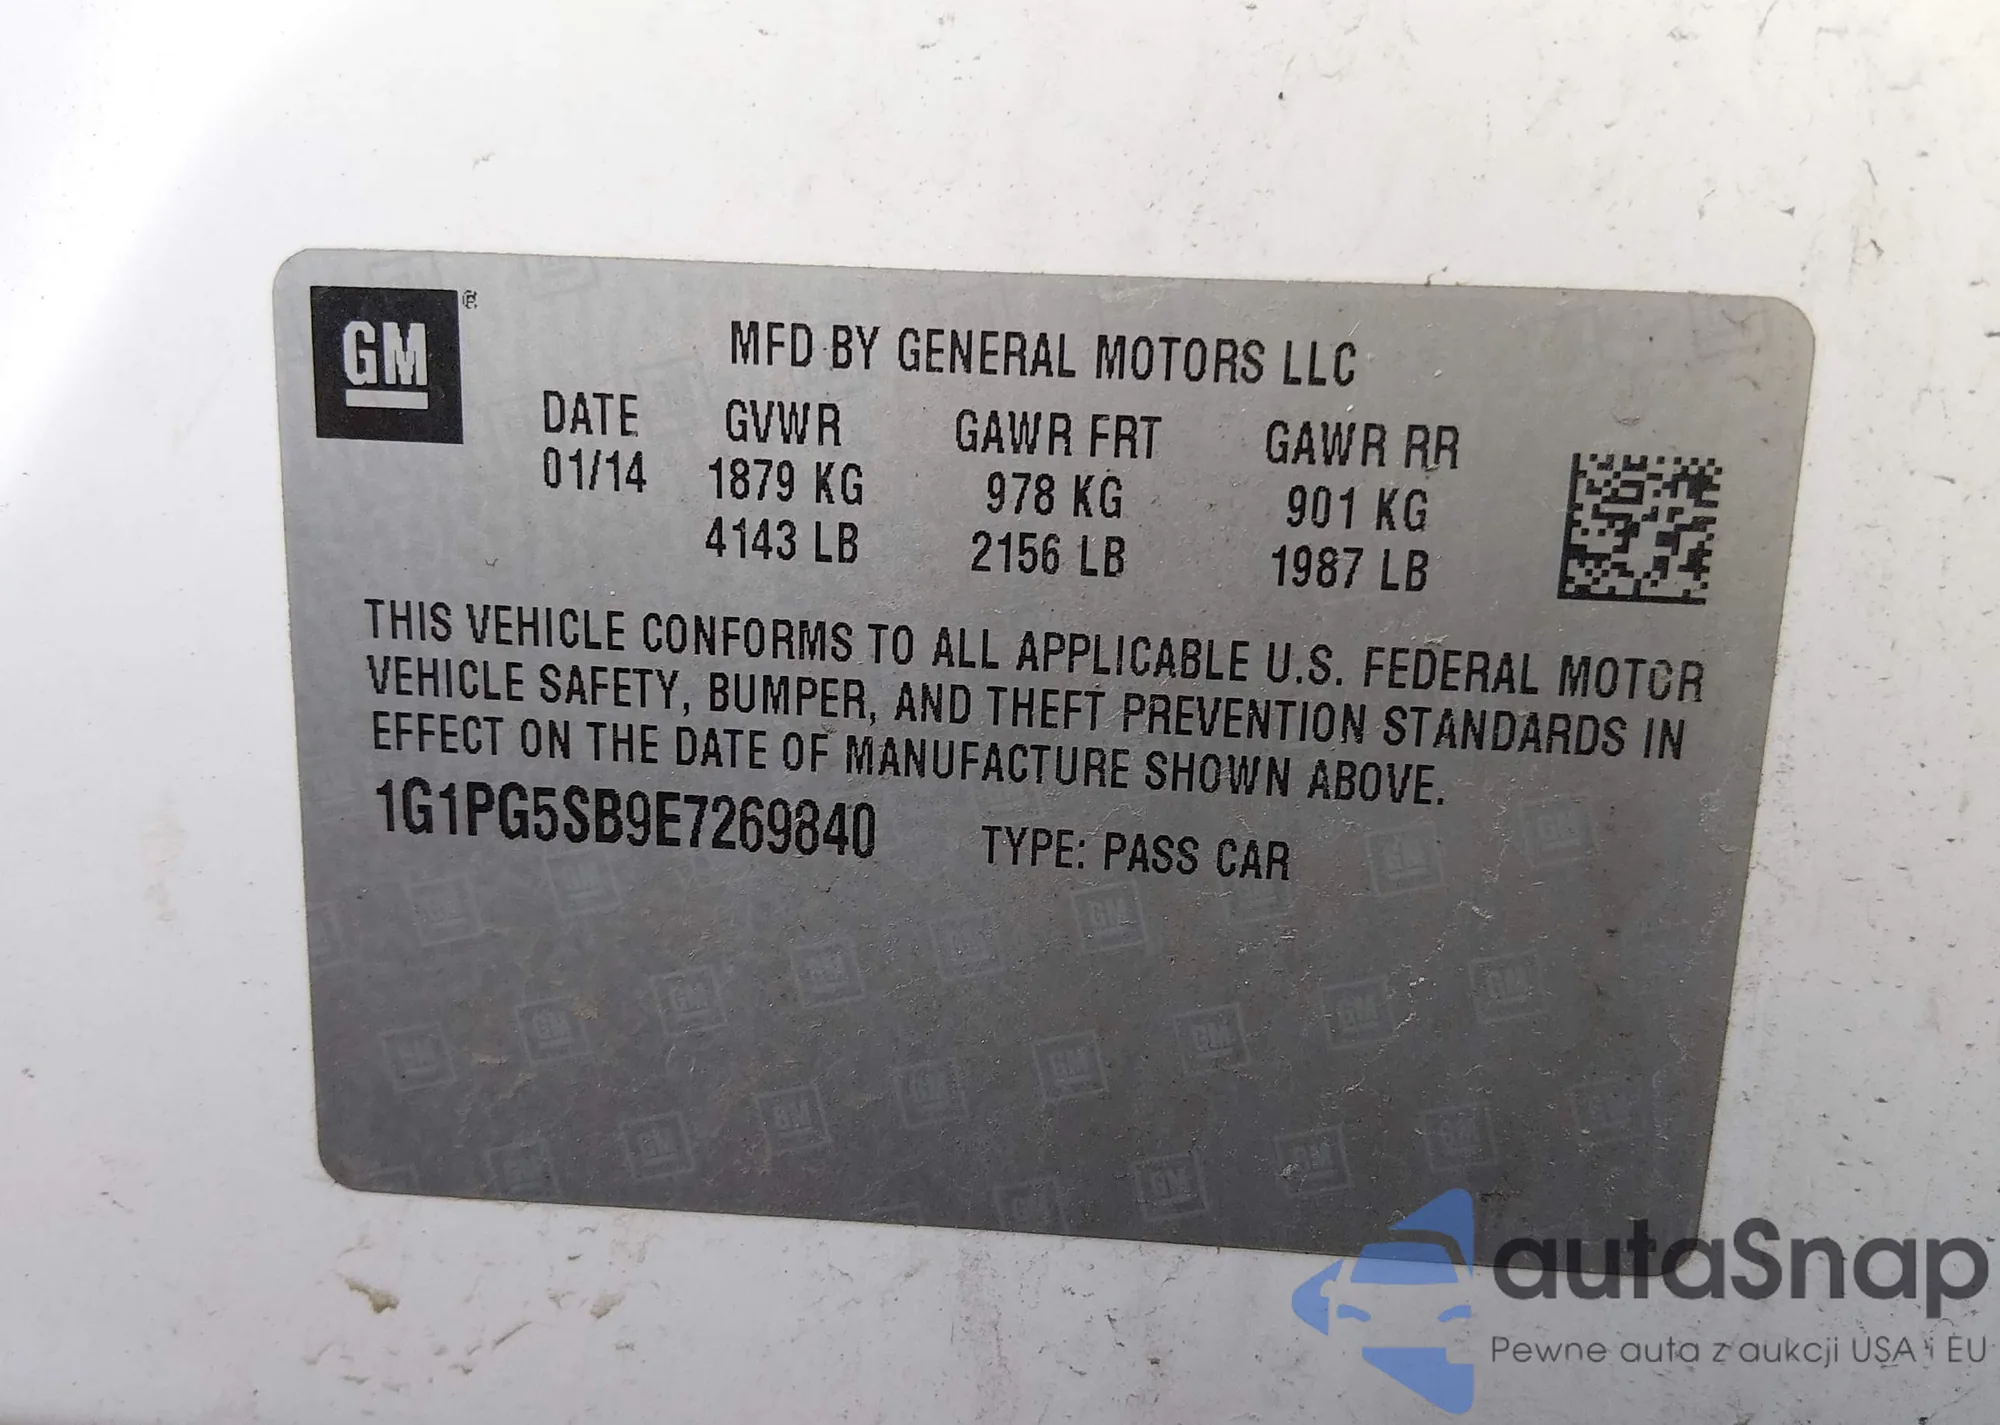 GM®
MFD BY GENERAL MOTORS LLC
DATE GVWR GAWR FRT GAWR RR
01/14 1879 KG 978 KG 901 KG
4143 LB 2156 LB 1987 LB
THIS VEHICLE CONFORMS TO ALL APPLICABLE U.S. FEDERAL MOTOR
VEHICLE SAFETY, BUMPER, AND THEFT PREVENTION STANDARDS IN
EFFECT ON THE DATE OF MANUFACTURE SHOWN ABOVE.
1G1PG5SB9E7269840 TYPE: PASS CAR
autaSnap
Pewne auta z aukcji USA i EU